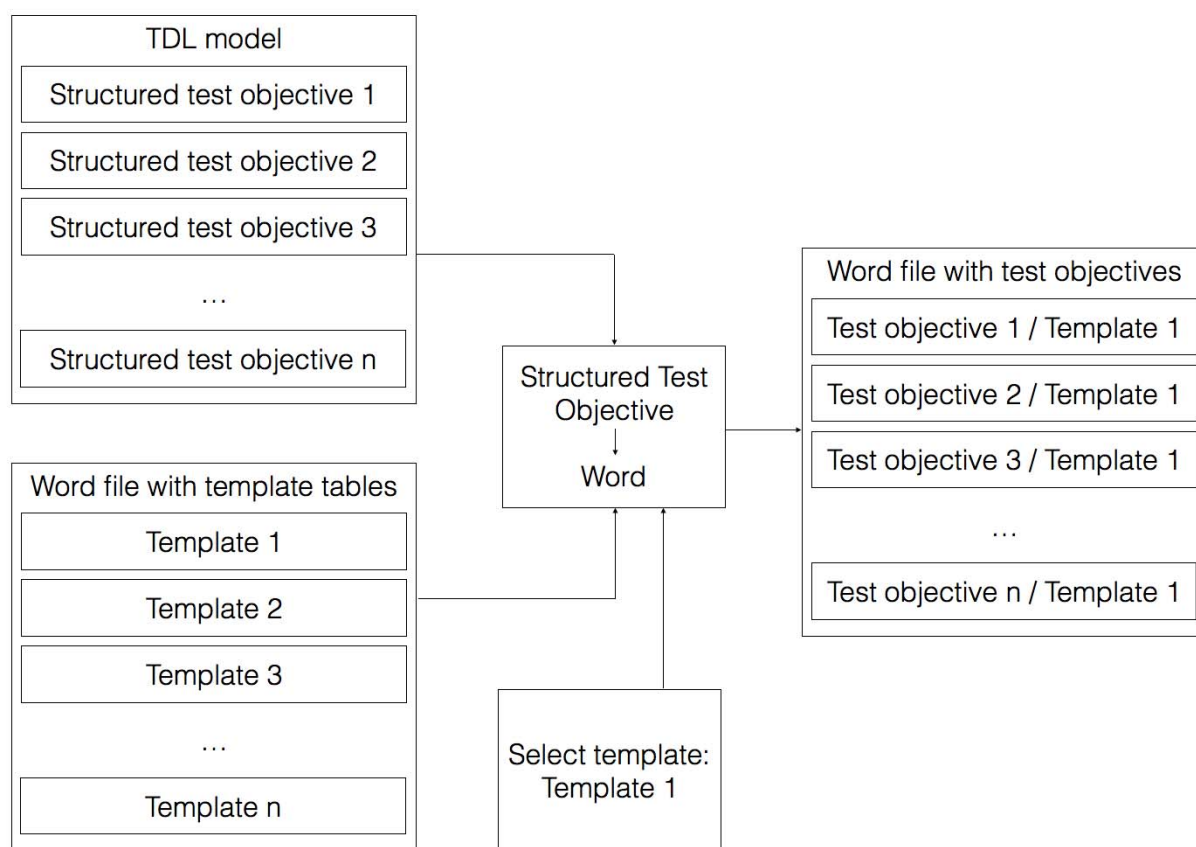 TDL model
Structured test objective 1
Structured test objective 2
Structured test objective 3
...
Structured test objective n
Word file with template tables
Template 1
Template 2
Template 3
...
Template n
Structured Test
Objective
Word
Select template:
Template 1
Word file with test objectives
Test objective 1 / Template 1
Test objective 2 / Template 1
Test objective 3 / Template 1
...
Test objective n / Template 1